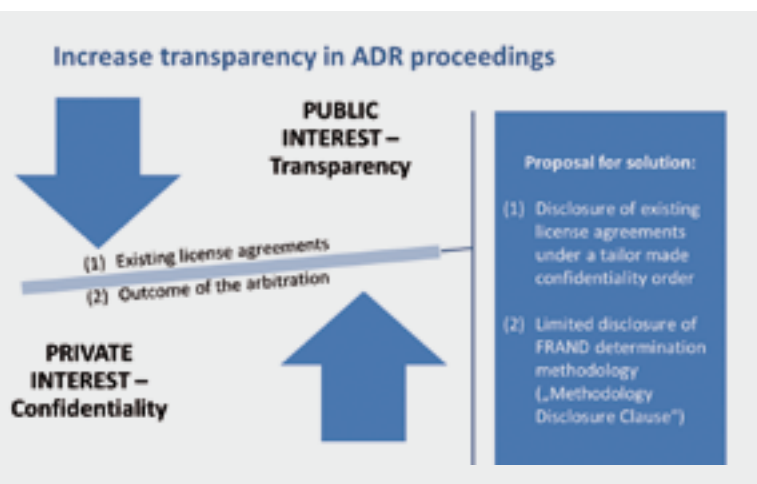 Increase transparency in ADR proceedings
PUBLIC
INTEREST –
Transparency
(1) Existing license agreements
(2) Outcome of the arbitration
PRIVATE
INTEREST –
Confidentiality
Proposal for solution:
(1) Disclosure of existing
license agreements
under a tailor made
confidentiality order
(2) Limited disclosure of
FRAND determination
methodology
(„Methodology
Disclosure Clause“)